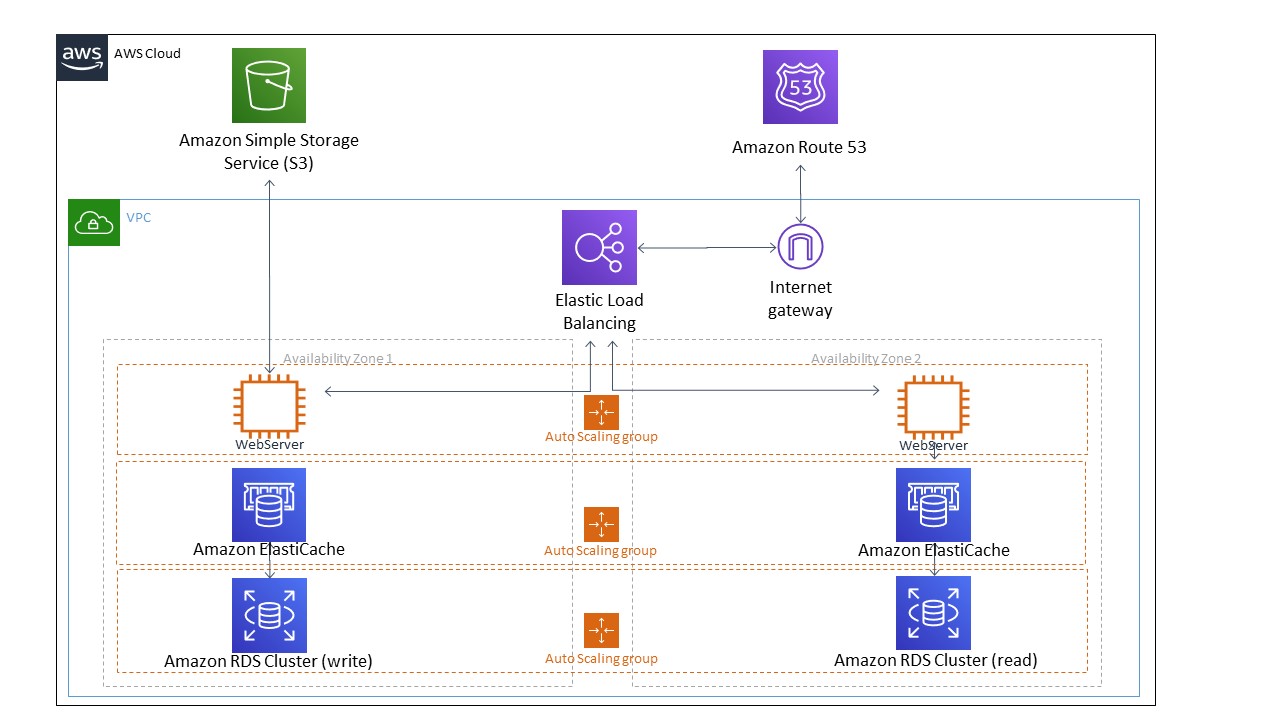 aws
AWS Cloud
53
Amazon Simple Storage
Service (S3)
Amazon Route 53
VPC
Elastic Load
Balancing
Internet
gateway
Availability Zone 1
Availability Zone 2
WebServer
Auto Scaling group
WebServer
Amazon ElastiCache
Auto Scaling group
Amazon ElastiCache
Amazon RDS Cluster (write)
Auto Scaling group
Amazon RDS Cluster (read)